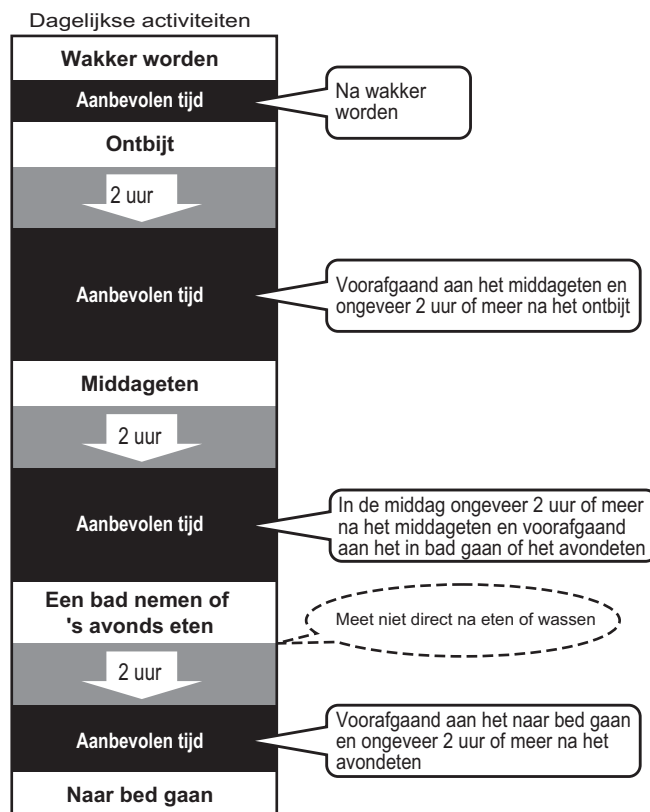 Dagelijkse activiteiten
Wakker worden
Aanbevolen tijd
Na wakker
worden
Ontbijt
2 uur
Aanbevolen tijd
Voorafgaand aan het middageten en
ongeveer 2 uur of meer na het ontbijt
Middageten
2 uur
Aanbevolen tijd
In de middag ongeveer 2 uur of meer
na het middageten en voorafgaand
aan het in bad gaan of het avondeten
Een bad nemen of
's avonds eten
Meet niet direct na eten of wassen
2 uur
Aanbevolen tijd
Voorafgaand aan het naar bed gaan
en ongeveer 2 uur of meer na het
avondeten
Naar bed gaan